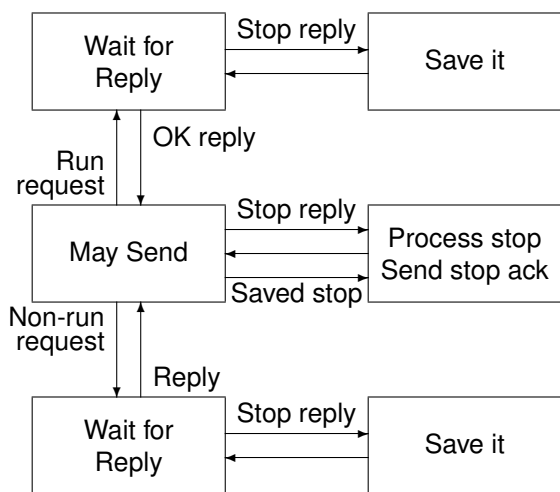 Wait for
Reply
Stop reply
Save it
Run
request
OK reply
May Send
Stop reply
Saved stop
Process stop
Send stop ack
Non-run
request
Reply
Wait for
Reply
Stop reply
Save it